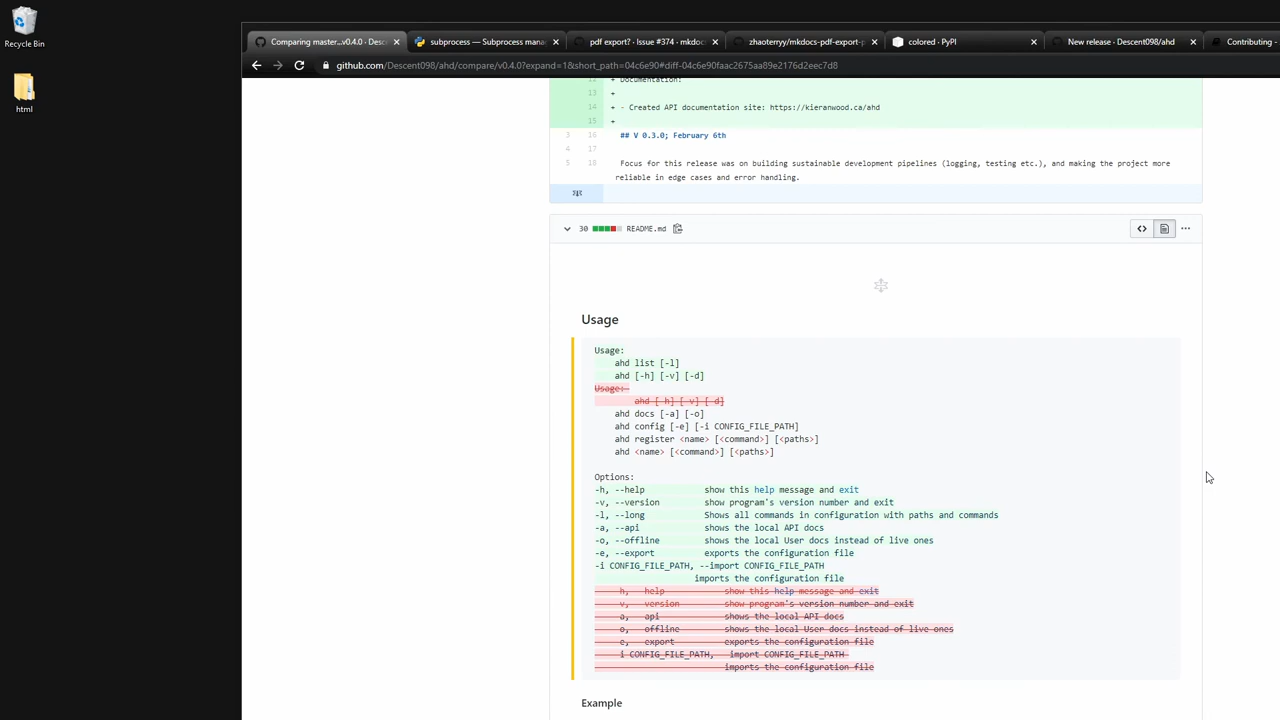 Recycle Bin
html
Comparing master...v0.4.0 · Desc
subprocess — Subprocess mana
pdf export? · Issue #374 · mkdoc
zhaoterryy/mkdocs-pdf-export-p
colored · PyPI
New release · Descent098/ahd
Contributing -
github.com/Descent098/ahd/compare/v0.4.0?expand=1&short_path=04c6e90#diff-04c6e90faac2675aa89e2176d2eec7d8
12 + Documentation:
13 +
14 + - Created API documentation site: https://kieranwood.ca/ahd
15 +
3 16 ## V 0.3.0; February 6th
4 17
5 18 Focus for this release was on building sustainable development pipelines (logging, testing etc.), and making the project more
reliable in edge cases and error handling.
30 README.md
Usage
Usage:
ahd list [-l]
ahd [-h] [-v] [-d]
Usage:
ahd [-h] [-v] [-d]
ahd docs [-a] [-o]
ahd config [-e] [-i CONFIG_FILE_PATH]
ahd register <name> [<command>] [<paths>]
ahd <name> [<command>] [<paths>]
Options:
-h, --help show this help message and exit
-v, --version show program's version number and exit
-l, --long Shows all commands in configuration with paths and commands
-a, --api shows the local API docs
-o, --offline shows the local User docs instead of live ones
-e, --export exports the configuration file
-i CONFIG_FILE_PATH, --import CONFIG_FILE_PATH
imports the configuration file
-h, --help show this help message and exit
-v, --version show program's version number and exit
-a, --api shows the local API docs
-o, --offline shows the local User docs instead of live ones
-e, --export exports the configuration file
-i CONFIG_FILE_PATH, --import CONFIG_FILE_PATH
imports the configuration file
Example